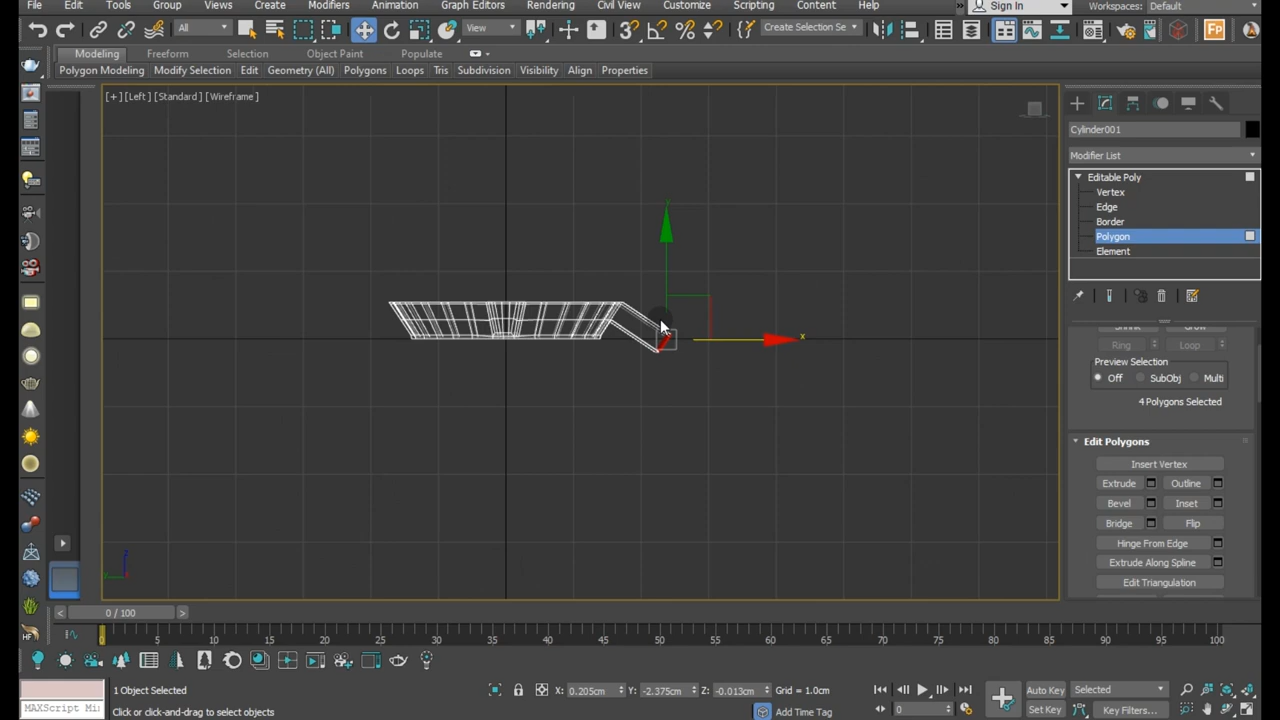 File Edit Tools Group Views Create Modifiers Animation Graph Editors Rendering Civil View Customize Scripting Content Help » Sign In Workspaces: Default
All View Create Selection Se
Modeling Freeform Selection Object Paint Populate
Polygon Modeling Modify Selection Edit Geometry (All) Polygons Loops Tris Subdivision Visibility Align Properties
[+] [Left] [Standard] [Wireframe]
Cylinder001
Modifier List
Editable Poly
Vertex
Edge
Border
Polygon
Element
Shrink Grow
Ring Loop
Preview Selection
Off SubObj Multi
4 Polygons Selected
Edit Polygons
Insert Vertex
Extrude Outline
Bevel Inset
Bridge Flip
Hinge From Edge
Extrude Along Spline
Edit Triangulation
x
z
< 0 / 100 >
0 5 10 15 20 25 30 35 40 45 50 55 60 65 70 75 80 85 90 95 100
HF
1 Object Selected X: 0.205cm Y: -2.375cm Z: -0.013cm Grid = 1.0cm Auto Key Selected
MAXScript Mi Click or click-and-drag to select objects Add Time Tag 0 Set Key Key Filters...